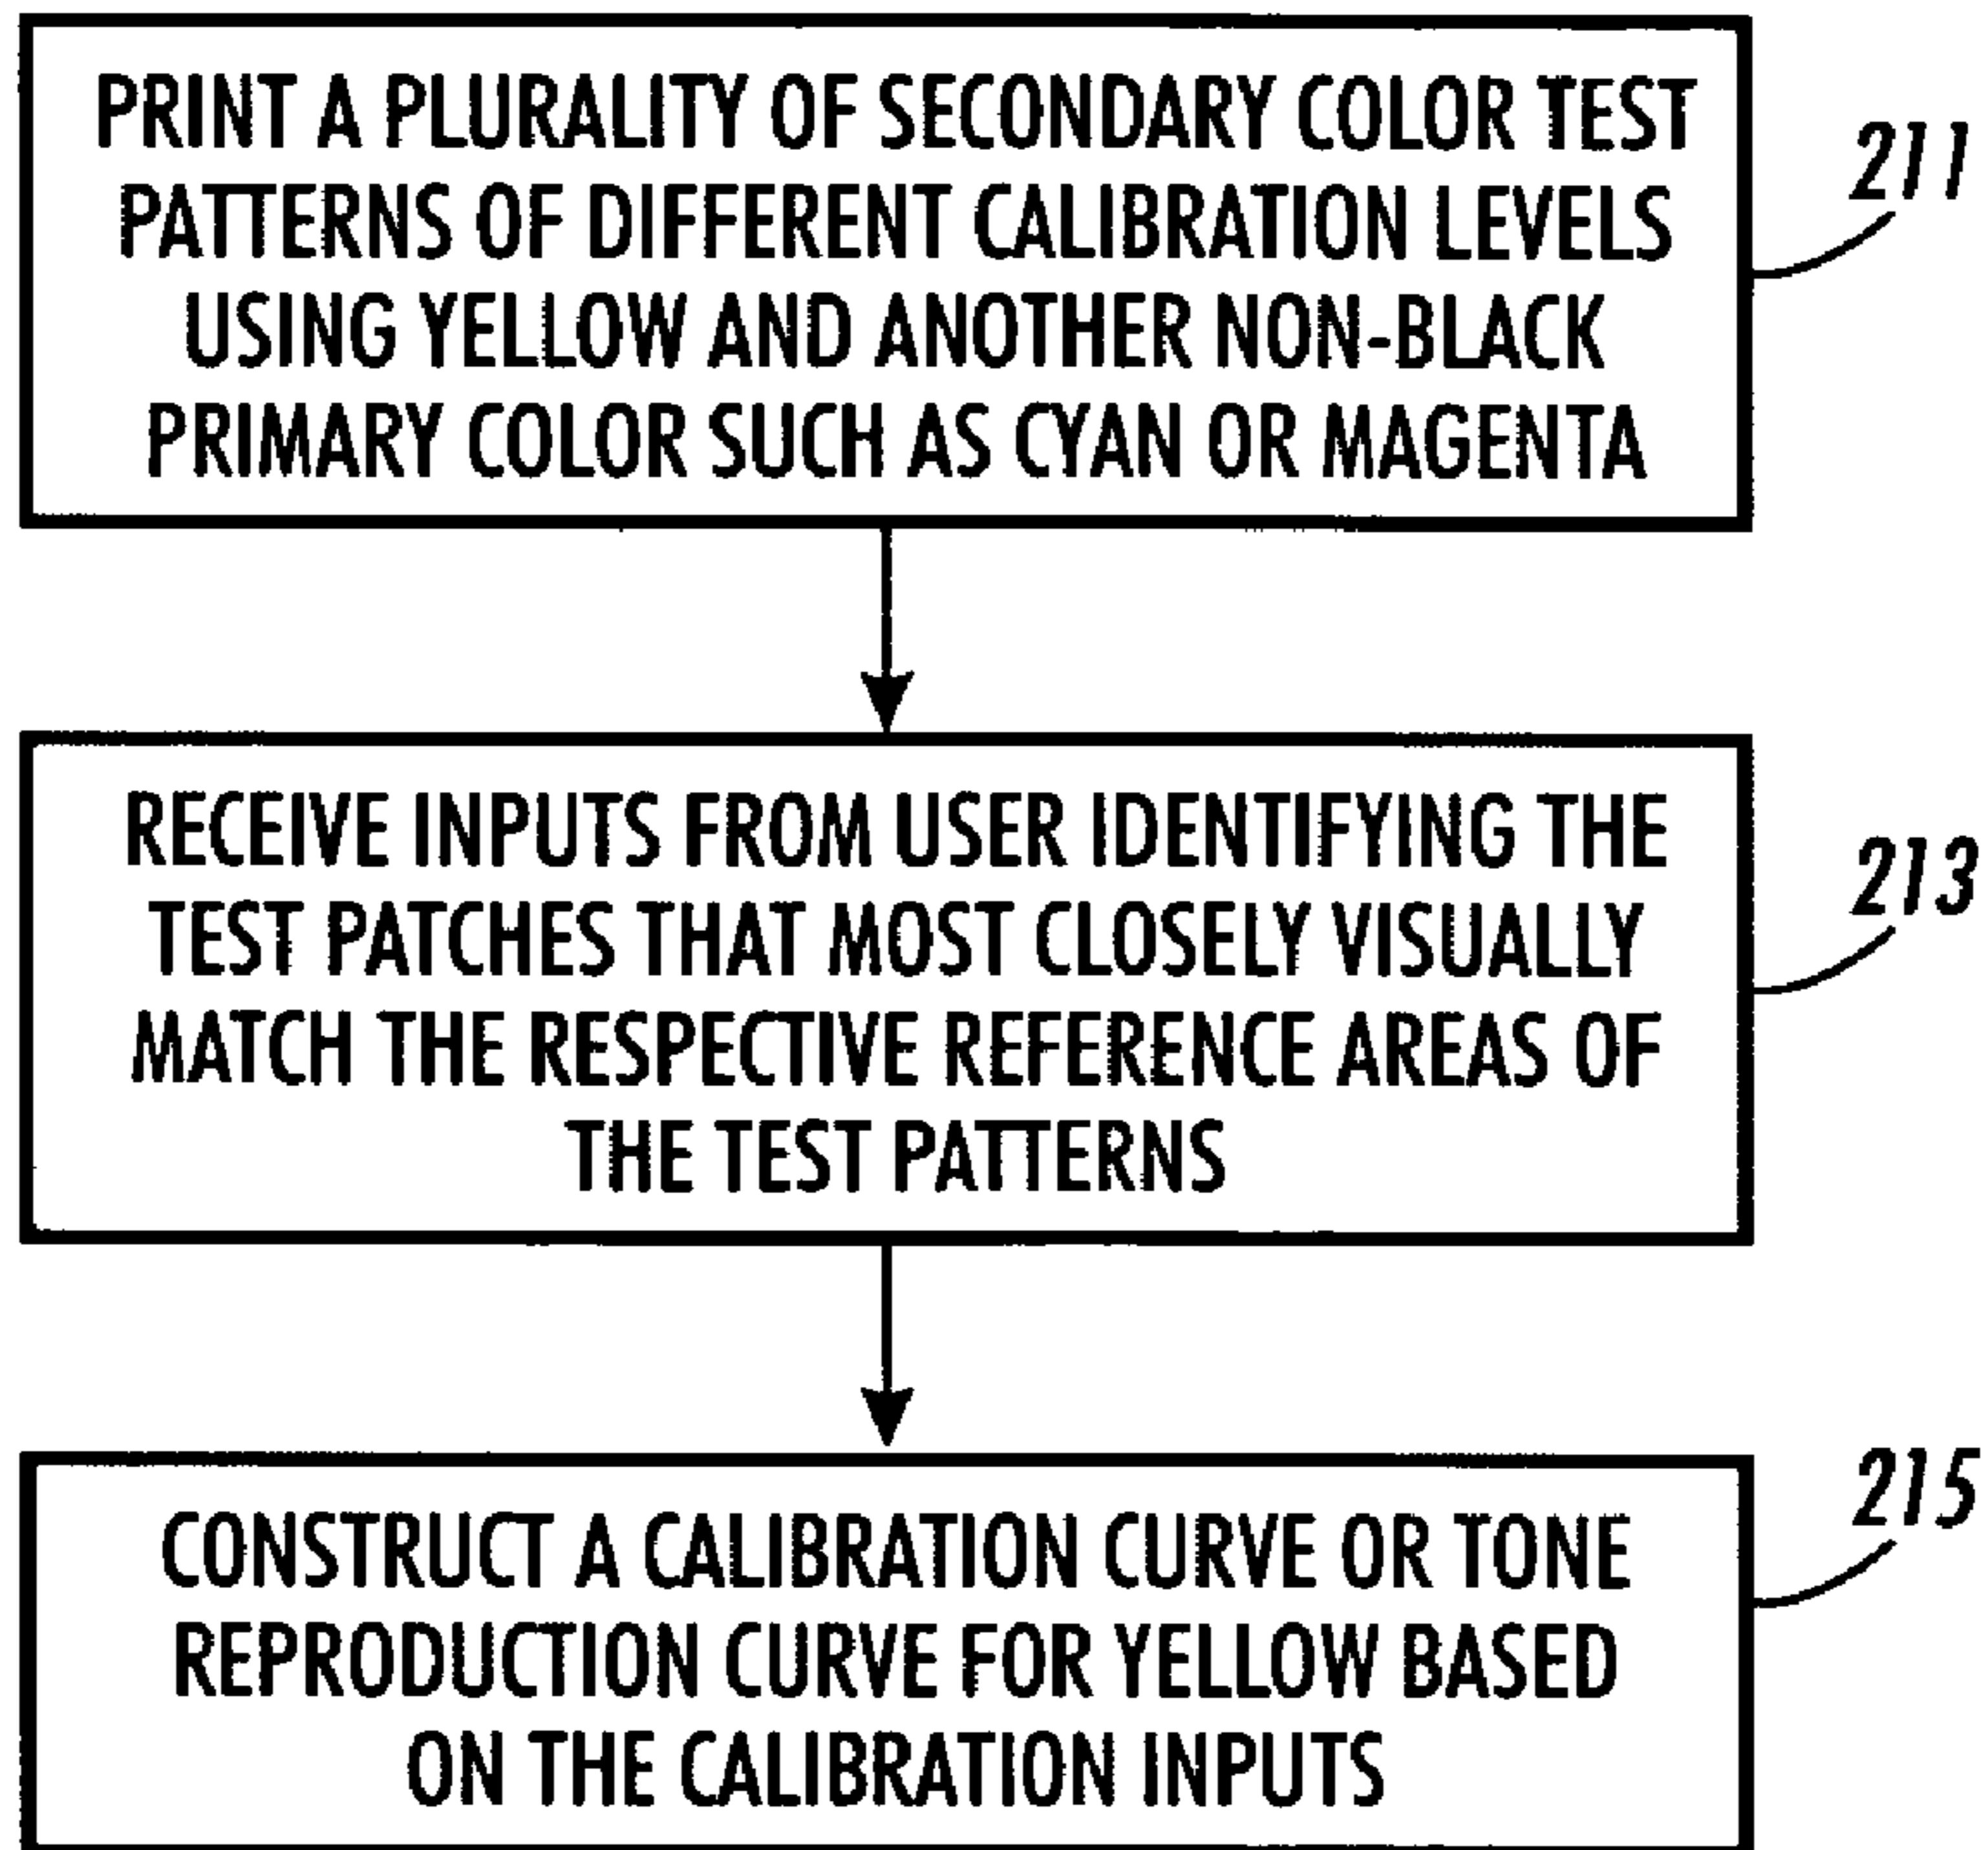 PRINT A PLURALITY OF SECONDARY COLOR TEST
PATTERNS OF DIFFERENT CALIBRATION LEVELS
USING YELLOW AND ANOTHER NON-BLACK
PRIMARY COLOR SUCH AS CYAN OR MAGENTA
211
RECEIVE INPUTS FROM USER IDENTIFYING THE
TEST PATCHES THAT MOST CLOSELY VISUALLY
MATCH THE RESPECTIVE REFERENCE AREAS OF
THE TEST PATTERNS
213
CONSTRUCT A CALIBRATION CURVE OR TONE
REPRODUCTION CURVE FOR YELLOW BASED
ON THE CALIBRATION INPUTS
215